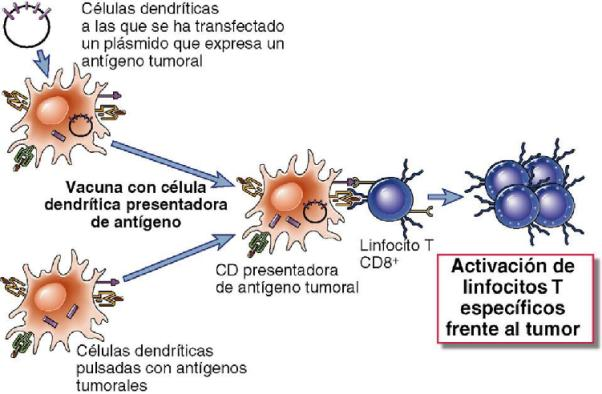 Células dendríticas
a las que se ha transfectado
un plásmido que expresa un
antígeno tumoral
Vacuna con célula
dendrítica presentadora
de antígeno
CD presentadora
de antígeno tumoral
Linfocito T
CD8+
Activación de
linfocitos T
específicos
frente al tumor
Células dendríticas
pulsadas con antígenos
tumorales